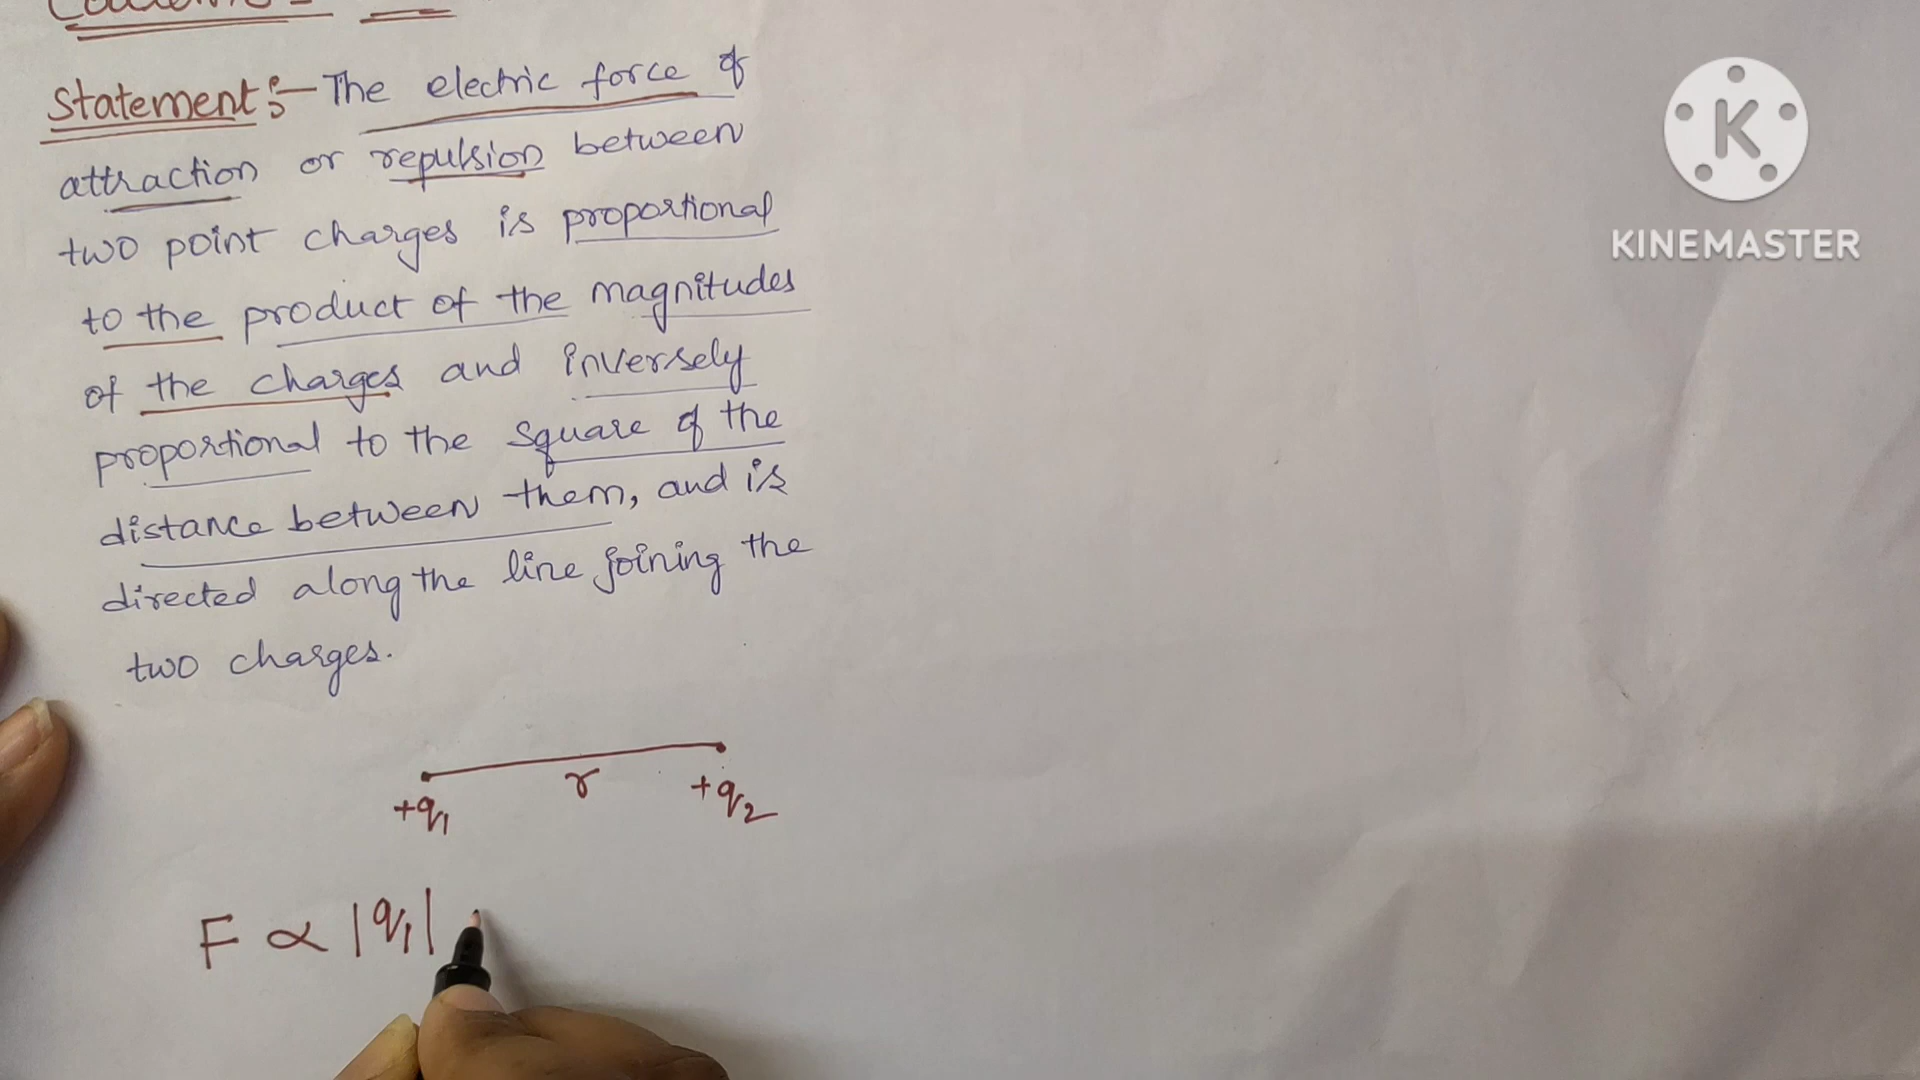 Statement:- The electric force of
attraction or repulsion between
two point charges is proportional
to the product of the magnitudes
of the charges and inversely
proportional to the square of the
distance between them, and is
directed along the line joining the
two charges.
r
+q1 +q2
F ∝ |q1|
K
KINEMASTER